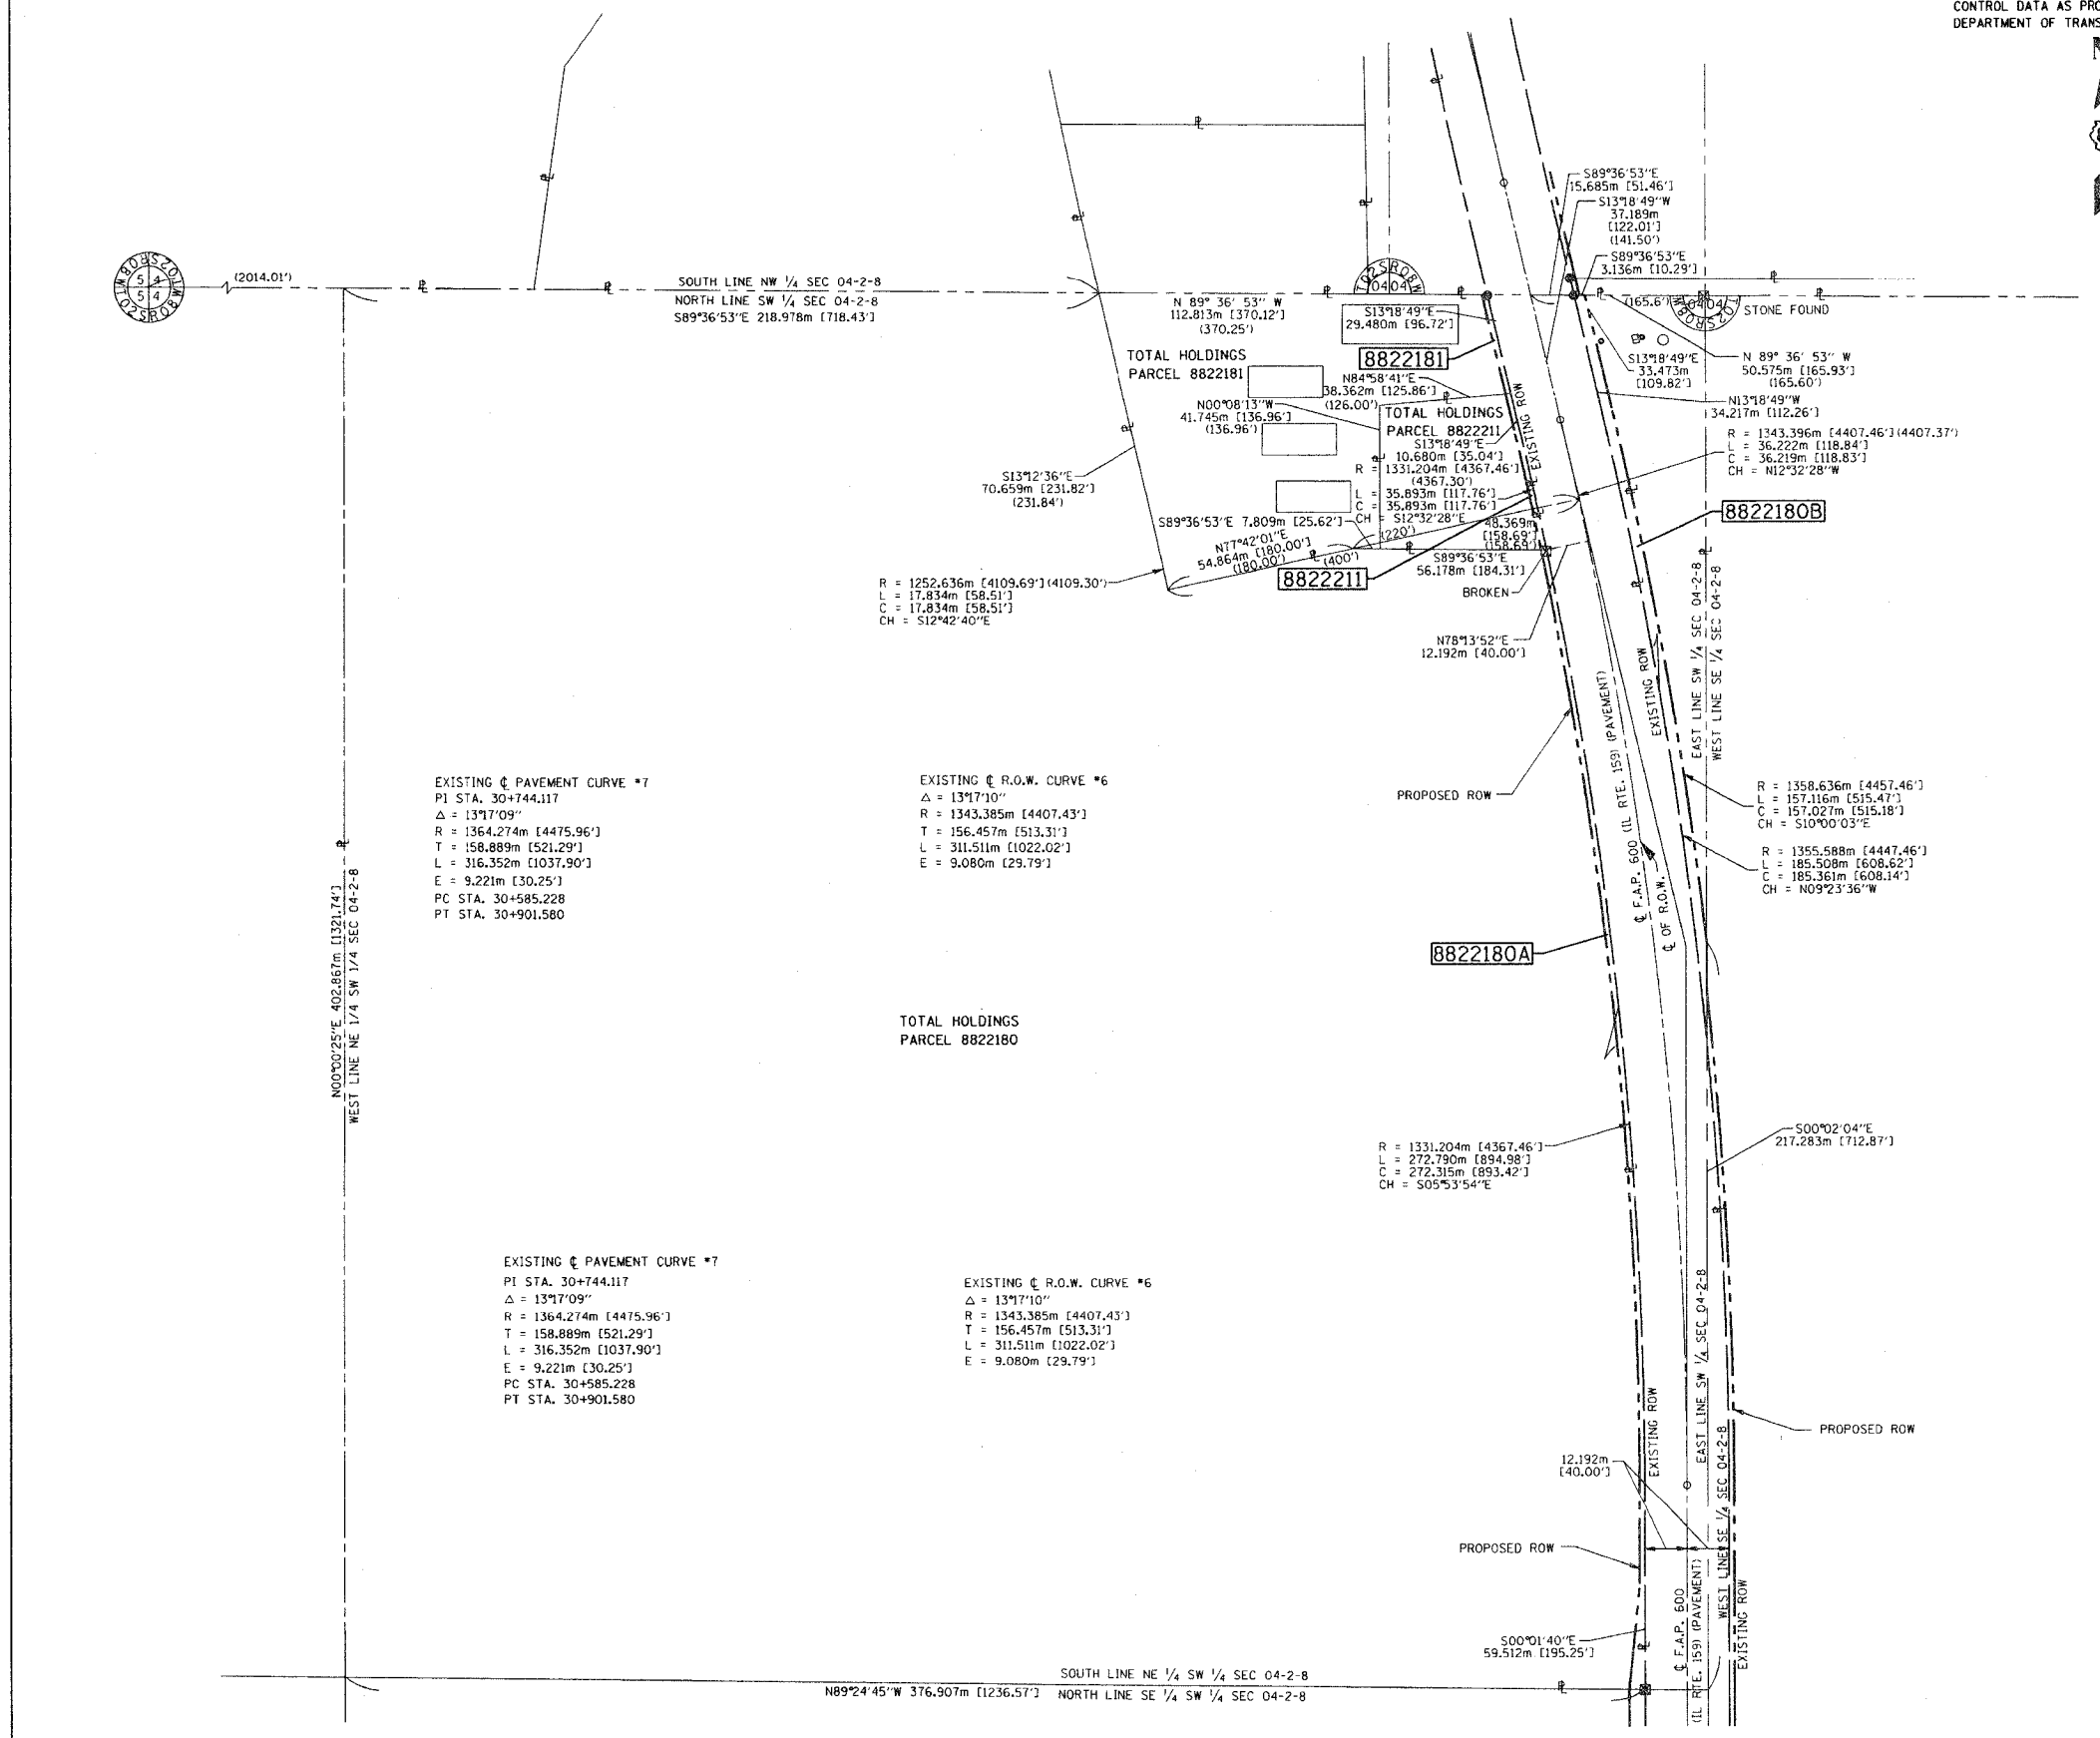 CONTROL DATA AS PRO
DEPARTMENT OF TRANS
T02SR08W
5 4
5 4
T02SR08W
(2014.01')
SOUTH LINE NW 1/4 SEC 04-2-8
NORTH LINE SW 1/4 SEC 04-2-8
S89°36'53"E 218.978m [718.43']
N 89° 36' 53" W
112.813m [370.12']
(370.25')
T02SR08W
0404
S13°18'49"E
29.480m [96.72']
S89°36'53"E
15.685m [51.46']
S13°18'49"W
37.189m
[122.01']
(141.50')
S89°36'53"E
3.136m [10.29']
(165.6')
0404
T02SR08W
STONE FOUND
TOTAL HOLDINGS
PARCEL 8822181
8822181
S13°18'49"E
33.473m
[109.82']
N 89° 36' 53" W
50.575m [165.93']
(165.60')
N13°18'49"W
34.217m [112.26']
N84°58'41"E
38.362m [125.86']
(126.00')
N00°08'13"W
41.745m [136.96']
(136.96')
TOTAL HOLDINGS
PARCEL 8822211
S13°18'49"E
10.680m [35.04']
R = 1331.204m [4367.46']
(4367.30')
L = 35.893m [117.76']
C = 35.893m [117.76']
CH = S12°32'28"E
EXISTING ROW
R = 1343.396m [4407.46'](4407.37')
L = 36.222m [118.84']
C = 36.219m [118.83']
CH = N12°32'28"W
S13°12'36"E
70.659m [231.82']
(231.84')
8822180B
S89°36'53"E 7.809m [25.62']
(220')
48.369m
[158.69']
(158.69')
N77°42'01"E
54.864m [180.00']
(180.00')
(400')
S89°36'53"E
56.178m [184.31']
8822211
BROKEN
R = 1252.636m [4109.69'](4109.30')
L = 17.834m [58.51']
C = 17.834m [58.51']
CH = S12°42'40"E
N78°13'52"E
12.192m [40.00']
EAST LINE SW 1/4 SEC 04-2-8
WEST LINE SE 1/4 SEC 04-2-8
EXISTING ROW
℄ F.A.P. 600 (IL RTE. 159) (PAVEMENT)
℄ OF R.O.W.
PROPOSED ROW
EXISTING ℄ PAVEMENT CURVE #7
PI STA. 30+744.117
Δ = 13°17'09"
R = 1364.274m [4475.96']
T = 158.889m [521.29']
L = 316.352m [1037.90']
E = 9.221m [30.25']
PC STA. 30+585.228
PT STA. 30+901.580
EXISTING ℄ R.O.W. CURVE #6
Δ = 13°17'10"
R = 1343.385m [4407.43']
T = 156.457m [513.31']
L = 311.511m [1022.02']
E = 9.080m [29.79']
R = 1358.636m [4457.46']
L = 157.116m [515.47']
C = 157.027m [515.18']
CH = S10°00'03"E
R = 1355.588m [4447.46']
L = 185.508m [608.62']
C = 185.361m [608.14']
CH = N09°23'36"W
N00°00'25"E 402.867m [1321.74']
WEST LINE NE 1/4 SW 1/4 SEC 04-2-8
8822180A
TOTAL HOLDINGS
PARCEL 8822180
R = 1331.204m [4367.46']
L = 272.790m [894.98']
C = 272.315m [893.42']
CH = S05°53'54"E
S00°02'04"E
217.283m [712.87']
EXISTING ℄ PAVEMENT CURVE #7
PI STA. 30+744.117
Δ = 13°17'09"
R = 1364.274m [4475.96']
T = 158.889m [521.29']
L = 316.352m [1037.90']
E = 9.221m [30.25']
PC STA. 30+585.228
PT STA. 30+901.580
EXISTING ℄ R.O.W. CURVE #6
Δ = 13°17'10"
R = 1343.385m [4407.43']
T = 156.457m [513.31']
L = 311.511m [1022.02']
E = 9.080m [29.79']
EXISTING ROW
EAST LINE SW 1/4 SEC 04-2-8
WEST LINE SE 1/4 SEC 04-2-8
PROPOSED ROW
12.192m
[40.00']
PROPOSED ROW
℄ F.A.P. 600
(IL RTE. 159) (PAVEMENT)
EXISTING ROW
S00°01'40"E
59.512m [195.25']
SOUTH LINE NE 1/4 SW 1/4 SEC 04-2-8
N89°24'45"W 376.907m [1236.57'] NORTH LINE SE 1/4 SW 1/4 SEC 04-2-8